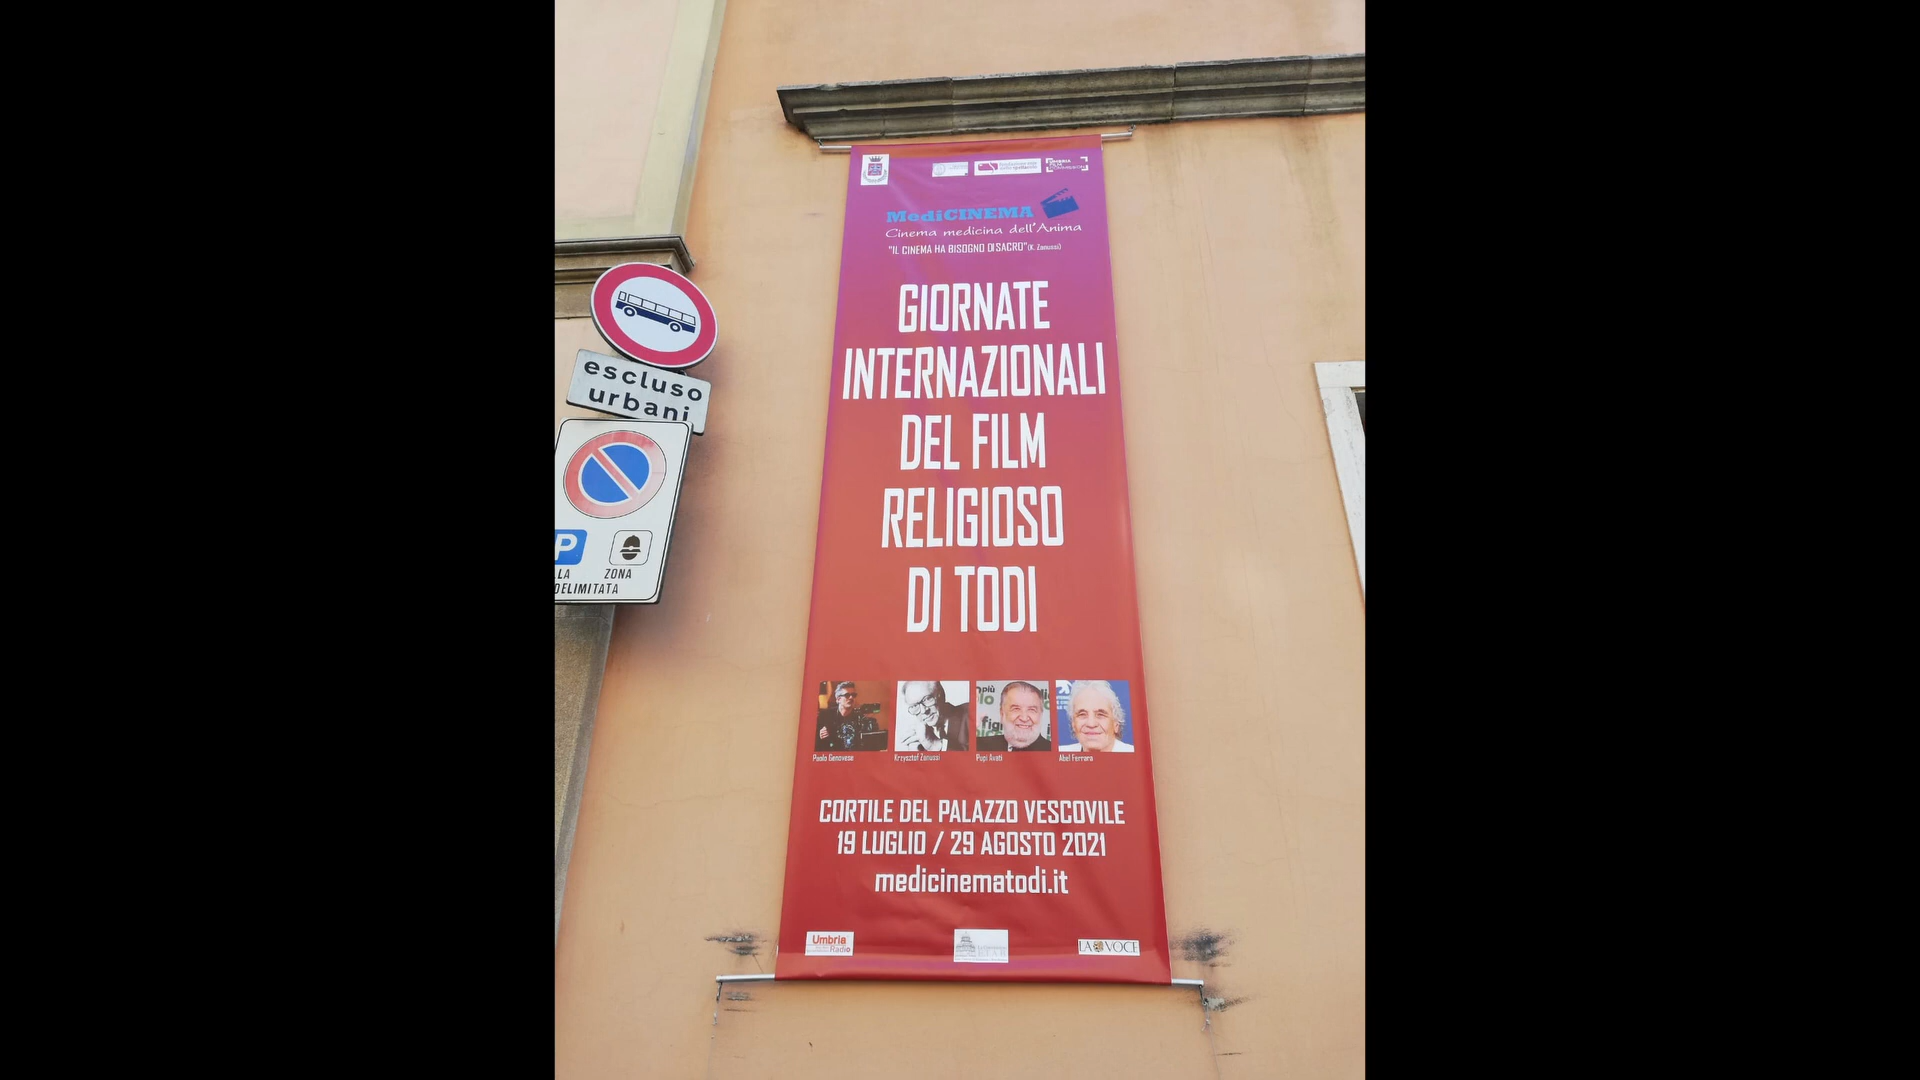 MediCINEMA
Cinema medicina dell'Anima
"IL CINEMA HA BISOGNO DI SACRO" (K. Zanussi)
GIORNATE
INTERNAZIONALI
DEL FILM
RELIGIOSO
DI TODI
Paolo Genovese
Krzysztof Zanussi
Pupi Avati
Abel Ferrara
CORTILE DEL PALAZZO VESCOVILE
19 LUGLIO / 29 AGOSTO 2021
medicinematodi.it
Umbria
Radio
LA VOCE
escluso
urbani
P
LA ZONA
DELIMITATA